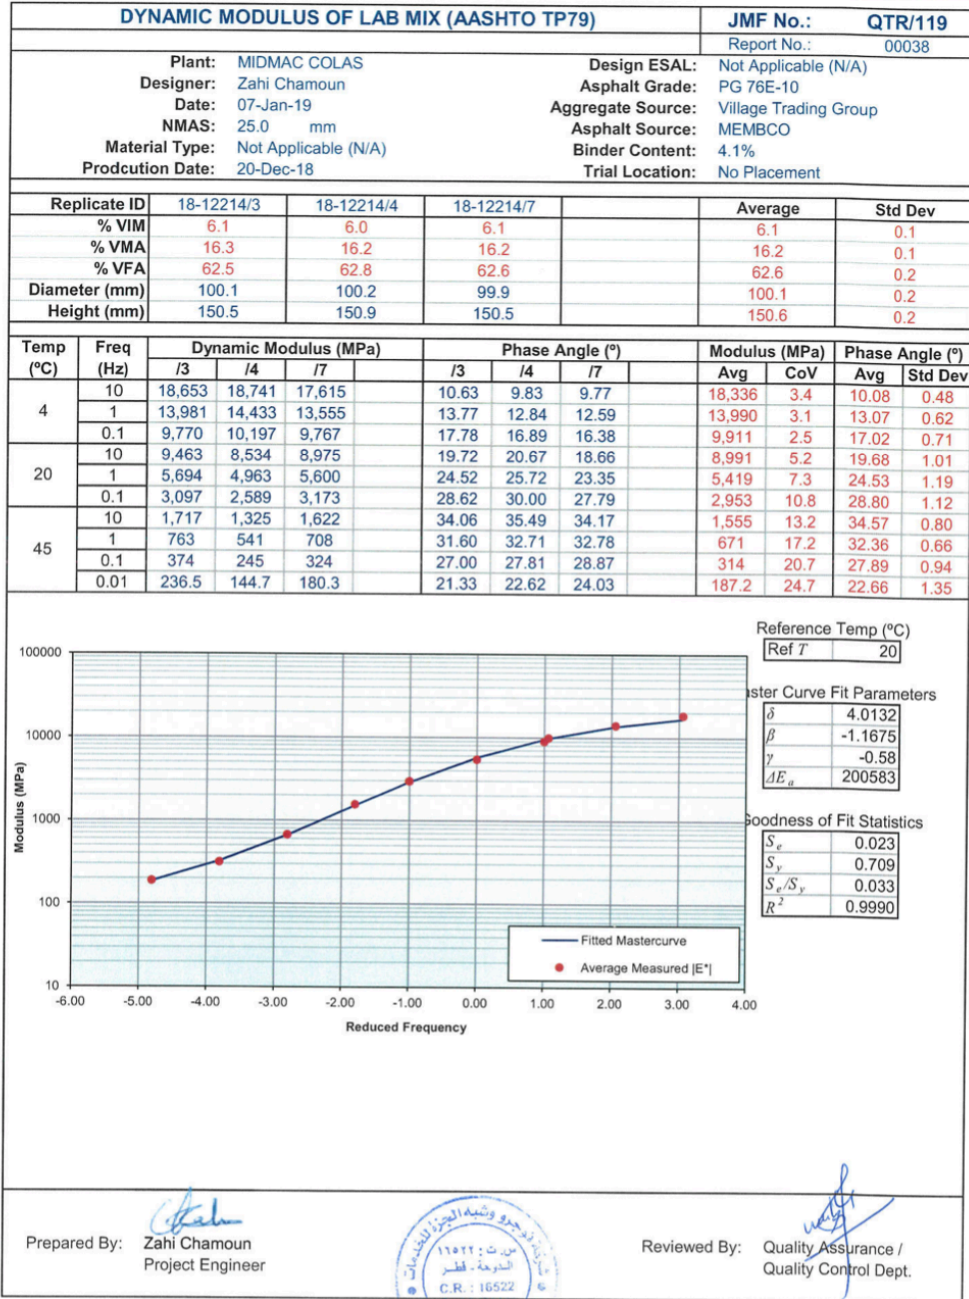 DYNAMIC MODULUS OF LAB MIX (AASHTO TP79) JMF No.: QTR/119
Report No.: 00038
Plant: MIDMAC COLAS Design ESAL: Not Applicable (N/A)
Designer: Zahi Chamoun Asphalt Grade: PG 76E-10
Date: 07-Jan-19 Aggregate Source: Village Trading Group
NMAS: 25.0 mm Asphalt Source: MEMBCO
Material Type: Not Applicable (N/A) Binder Content: 4.1%
Prodcution Date: 20-Dec-18 Trial Location: No Placement
Replicate ID 18-12214/3 18-12214/4 18-12214/7 Average Std Dev
% VIM 6.1 6.0 6.1 6.1 0.1
% VMA 16.3 16.2 16.2 16.2 0.1
% VFA 62.5 62.8 62.6 62.6 0.2
Diameter (mm) 100.1 100.2 99.9 100.1 0.2
Height (mm) 150.5 150.9 150.5 150.6 0.2
Temp Freq Dynamic Modulus (MPa) Phase Angle (º) Modulus (MPa) Phase Angle (º)
(ºC) (Hz) /3 /4 /7 /3 /4 /7 Avg CoV Avg Std Dev
10 18,653 18,741 17,615 10.63 9.83 9.77 18,336 3.4 10.08 0.48
4 1 13,981 14,433 13,555 13.77 12.84 12.59 13,990 3.1 13.07 0.62
0.1 9,770 10,197 9,767 17.78 16.89 16.38 9,911 2.5 17.02 0.71
10 9,463 8,534 8,975 19.72 20.67 18.66 8,991 5.2 19.68 1.01
20 1 5,694 4,963 5,600 24.52 25.72 23.35 5,419 7.3 24.53 1.19
0.1 3,097 2,589 3,173 28.62 30.00 27.79 2,953 10.8 28.80 1.12
10 1,717 1,325 1,622 34.06 35.49 34.17 1,555 13.2 34.57 0.80
45 1 763 541 708 31.60 32.71 32.78 671 17.2 32.36 0.66
0.1 374 245 324 27.00 27.81 28.87 314 20.7 27.89 0.94
0.01 236.5 144.7 180.3 21.33 22.62 24.03 187.2 24.7 22.66 1.35
Reference Temp (ºC)
Ref T 20
100000
10000
1000
100
10
Modulus (MPa)
-6.00 -5.00 -4.00 -3.00 -2.00 -1.00 0.00 1.00 2.00 3.00 4.00
Reduced Frequency
Fitted Mastercurve
Average Measured |E*|
ster Curve Fit Parameters
δ 4.0132
β -1.1675
γ -0.58
ΔEa 200583
Goodness of Fit Statistics
Se 0.023
Sy 0.709
Se/Sy 0.033
R² 0.9990
Prepared By: Zahi Chamoun
Project Engineer
س.ت: ١٦٥٢٢
الدوحة - قطر
C.R. : 16522
Reviewed By: Quality Assurance /
Quality Control Dept.